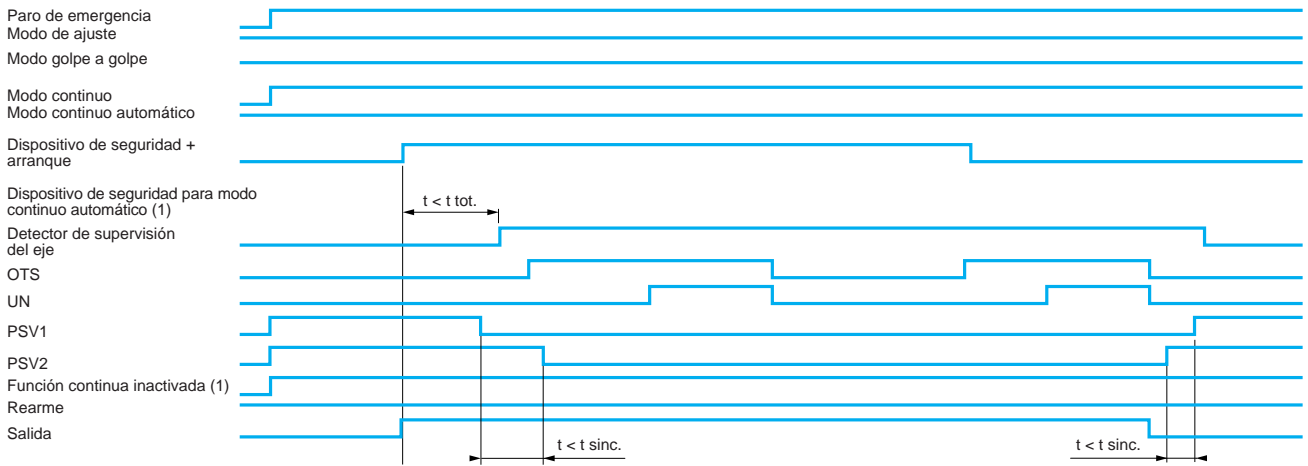 Paro de emergencia
Modo de ajuste
Modo golpe a golpe
Modo continuo
Modo continuo automático
Dispositivo de seguridad +
arranque
Dispositivo de seguridad para modo
continuo automático (1)
t < t tot.
Detector de supervisión
del eje
OTS
UN
PSV1
PSV2
Función continua inactivada (1)
Rearme
Salida
t < t sinc.
t < t sinc.